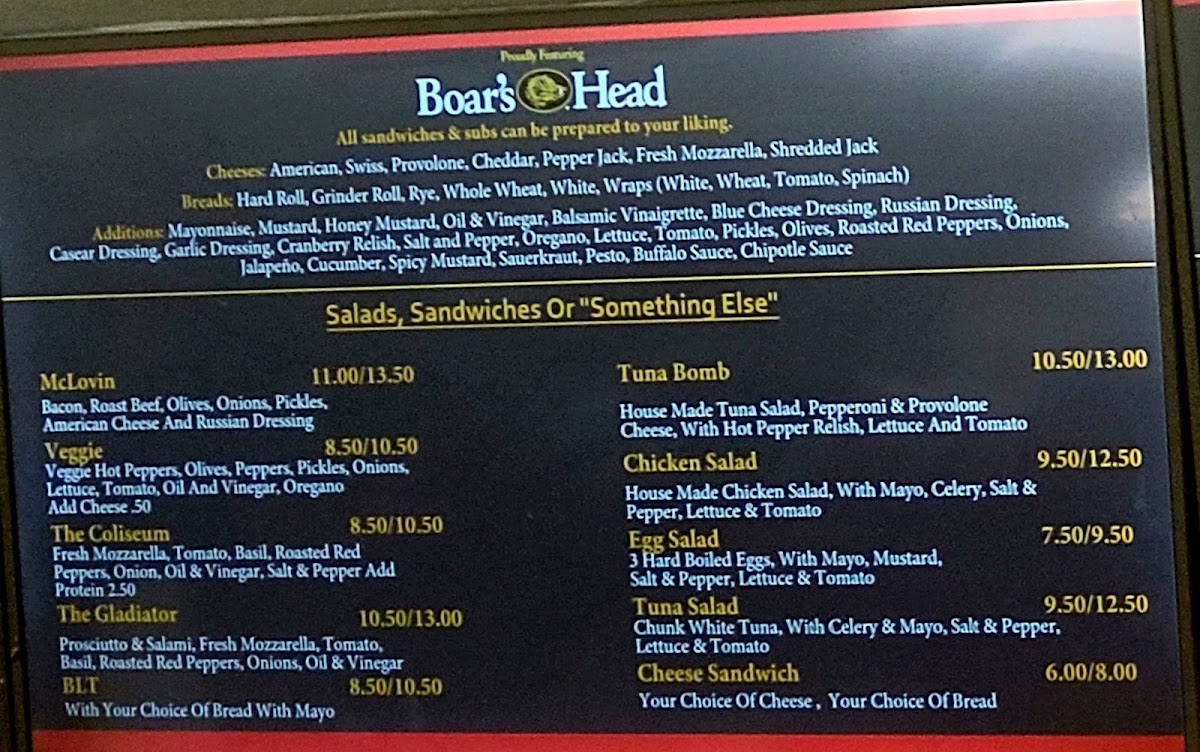 Proudly Featuring
Boar's Head
All sandwiches & subs can be prepared to your liking.
Cheeses: American, Swiss, Provolone, Cheddar, Pepper Jack, Fresh Mozzarella, Shredded Jack
Breads: Hard Roll, Grinder Roll, Rye, Whole Wheat, White, Wraps (White, Wheat, Tomato, Spinach)
Additions: Mayonnaise, Mustard, Honey Mustard, Oil & Vinegar, Balsamic Vinaigrette, Blue Cheese Dressing, Russian Dressing,
Casear Dressing, Garlic Dressing, Cranberry Relish, Salt and Pepper, Oregano, Lettuce, Tomato, Pickles, Olives, Roasted Red Peppers, Onions,
Jalapeño, Cucumber, Spicy Mustard, Sauerkraut, Pesto, Buffalo Sauce, Chipotle Sauce
Salads, Sandwiches Or "Something Else"
McLovin 11.00/13.50
Bacon, Roast Beef, Olives, Onions, Pickles,
American Cheese And Russian Dressing
Veggie 8.50/10.50
Veggie Hot Peppers, Olives, Peppers, Pickles, Onions,
Lettuce, Tomato, Oil And Vinegar, Oregano
Add Cheese .50
The Coliseum 8.50/10.50
Fresh Mozzarella, Tomato, Basil, Roasted Red
Peppers, Onion, Oil & Vinegar, Salt & Pepper Add
Protein 2.50
The Gladiator 10.50/13.00
Prosciutto & Salami, Fresh Mozzarella, Tomato,
Basil, Roasted Red Peppers, Onions, Oil & Vinegar
BLT 8.50/10.50
With Your Choice Of Bread With Mayo
Tuna Bomb 10.50/13.00
House Made Tuna Salad, Pepperoni & Provolone
Cheese, With Hot Pepper Relish, Lettuce And Tomato
Chicken Salad 9.50/12.50
House Made Chicken Salad, With Mayo, Celery, Salt &
Pepper, Lettuce & Tomato
Egg Salad 7.50/9.50
3 Hard Boiled Eggs, With Mayo, Mustard,
Salt & Pepper, Lettuce & Tomato
Tuna Salad 9.50/12.50
Chunk White Tuna, With Celery & Mayo, Salt & Pepper,
Lettuce & Tomato
Cheese Sandwich 6.00/8.00
Your Choice Of Cheese , Your Choice Of Bread